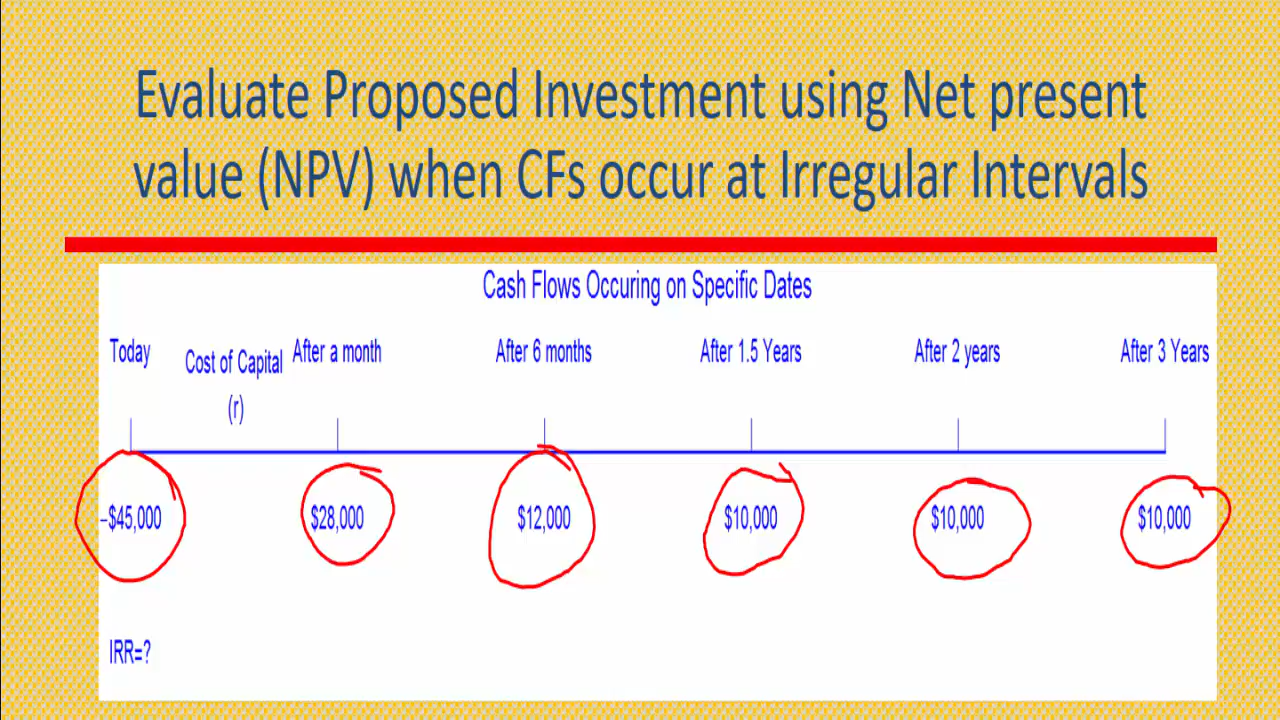 Evaluate Proposed Investment using Net present
value (NPV) when CFs occur at Irregular Intervals
Cash Flows Occuring on Specific Dates
Today
Cost of Capital
(r)
After a month
After 6 months
After 1.5 Years
After 2 years
After 3 Years
–$45,000
$28,000
$12,000
$10,000
$10,000
$10,000
IRR=?